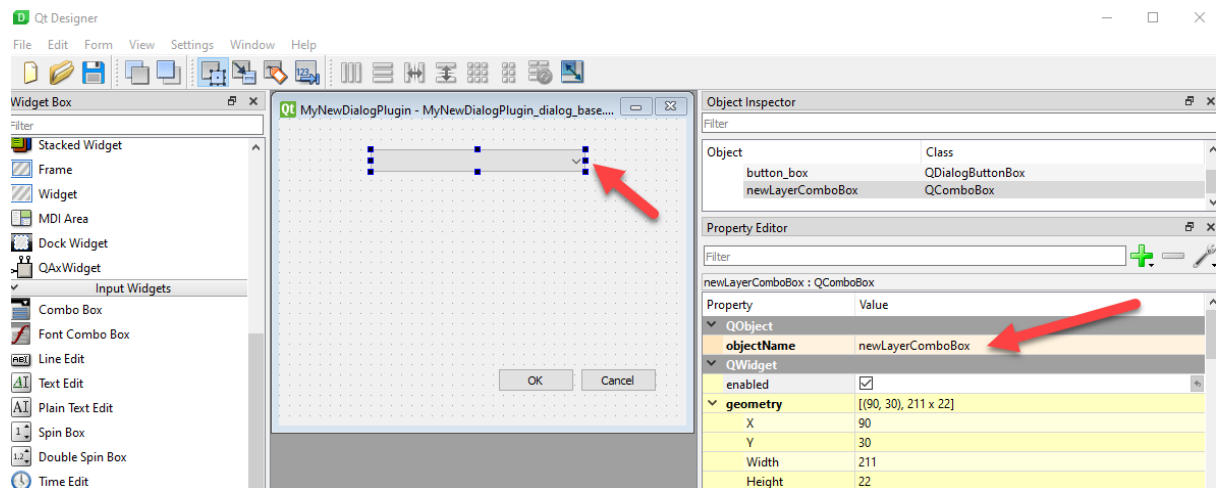 Qt Designer
File Edit Form View Settings Window Help
Widget Box
Filter
Stacked Widget
Frame
Widget
MDI Area
Dock Widget
QAxWidget
Input Widgets
Combo Box
Font Combo Box
Line Edit
Text Edit
Plain Text Edit
Spin Box
Double Spin Box
Time Edit
MyNewDialogPlugin - MyNewDialogPlugin_dialog_base....
OK Cancel
Object Inspector
Filter
Object Class
button_box QDialogButtonBox
newLayerComboBox QComboBox
Property Editor
Filter
newLayerComboBox : QComboBox
Property Value
QObject
objectName newLayerComboBox
QWidget
enabled
geometry [(90, 30), 211 x 22]
X 90
Y 30
Width 211
Height 22